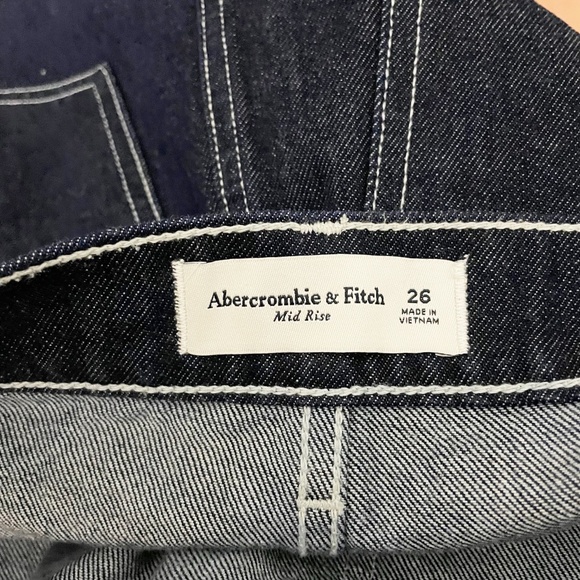 Abercrombie & Fitch
Mid Rise
26
MADE IN
VIETNAM